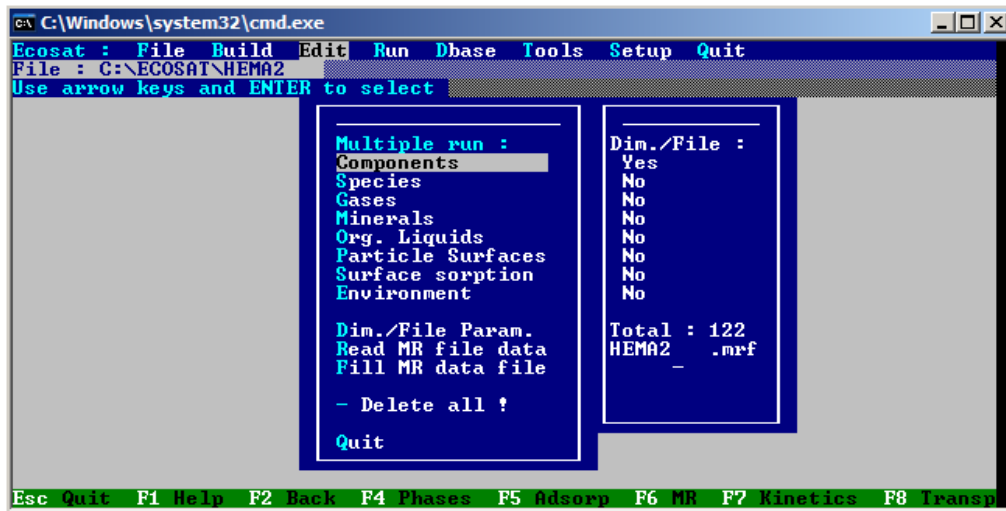 C:\Windows\system32\cmd.exe
Ecosat : File Build Edit Run Dbase Tools Setup Quit
File : C:\ECOSAT\HEMA2
Use arrow keys and ENTER to select
Multiple run :
Components
Species
Gases
Minerals
Org. Liquids
Particle Surfaces
Surface sorption
Environment
Dim./File Param.
Read MR file data
Fill MR data file
- Delete all !
Quit
Dim./File :
Yes
No
No
No
No
No
No
No
Total : 122
HEMA2 .mrf
Esc Quit F1 Help F2 Back F4 Phases F5 Adsorp F6 MR F7 Kinetics F8 Transp